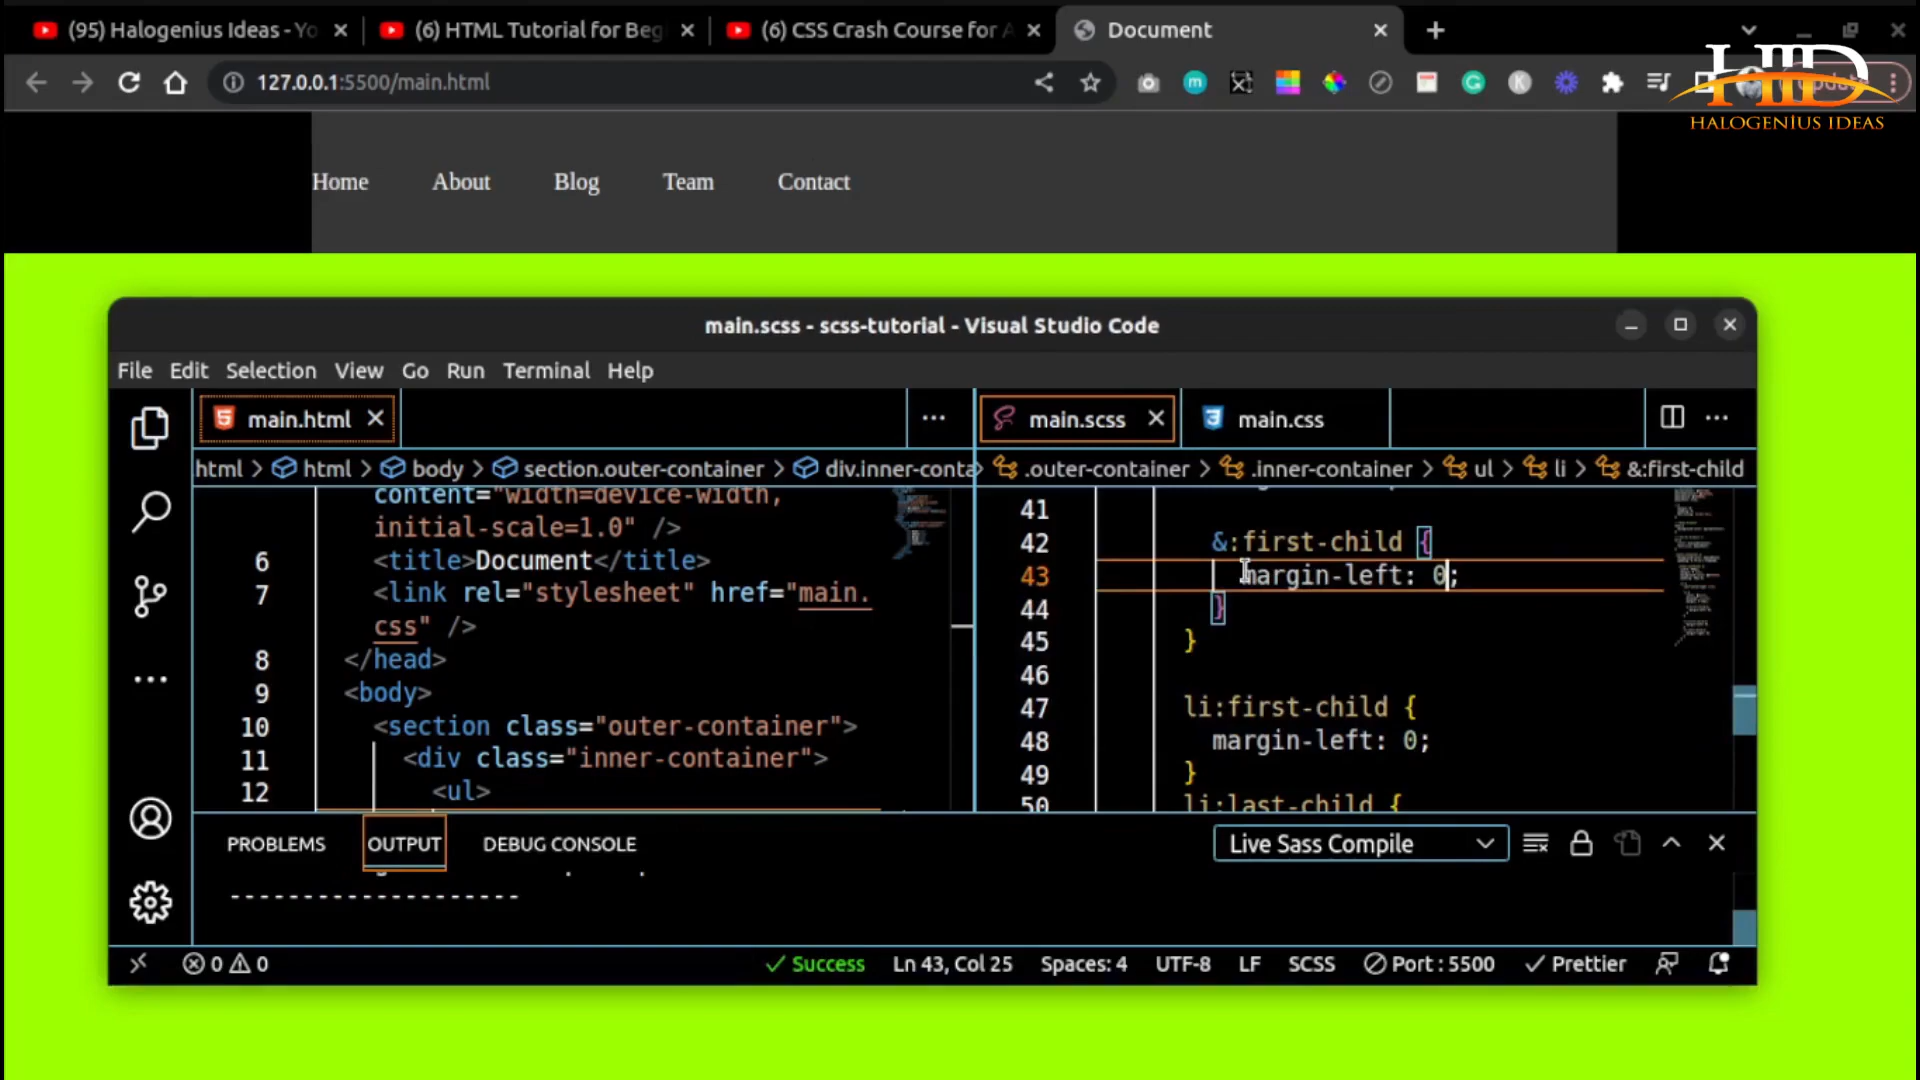 (95) Halogenius Ideas - Yo
(6) HTML Tutorial for Beg
(6) CSS Crash Course for A
Document
127.0.0.1:5500/main.html
Update
HID
HALOGENİUS IDEAS
Home About Blog Team Contact
main.scss - scss-tutorial - Visual Studio Code
File Edit Selection View Go Run Terminal Help
main.html
main.scss
main.css
.html > html > body > section.outer-container > div.inner-conta
.outer-container > .inner-container > ul > li > &:first-child
content="width=device-width,
initial-scale=1.0" />
6 <title>Document</title>
7 <link rel="stylesheet" href="main.
css" />
8 </head>
9 <body>
10 <section class="outer-container">
11 <div class="inner-container">
12 <ul>
41
42 &:first-child {
43 margin-left: 0;
44 }
45 }
46
47 li:first-child {
48 margin-left: 0;
49 }
50 li:last-child {
PROBLEMS OUTPUT DEBUG CONSOLE
Live Sass Compile
--------------------
0 0
Success Ln 43, Col 25 Spaces: 4 UTF-8 LF SCSS Port : 5500 Prettier